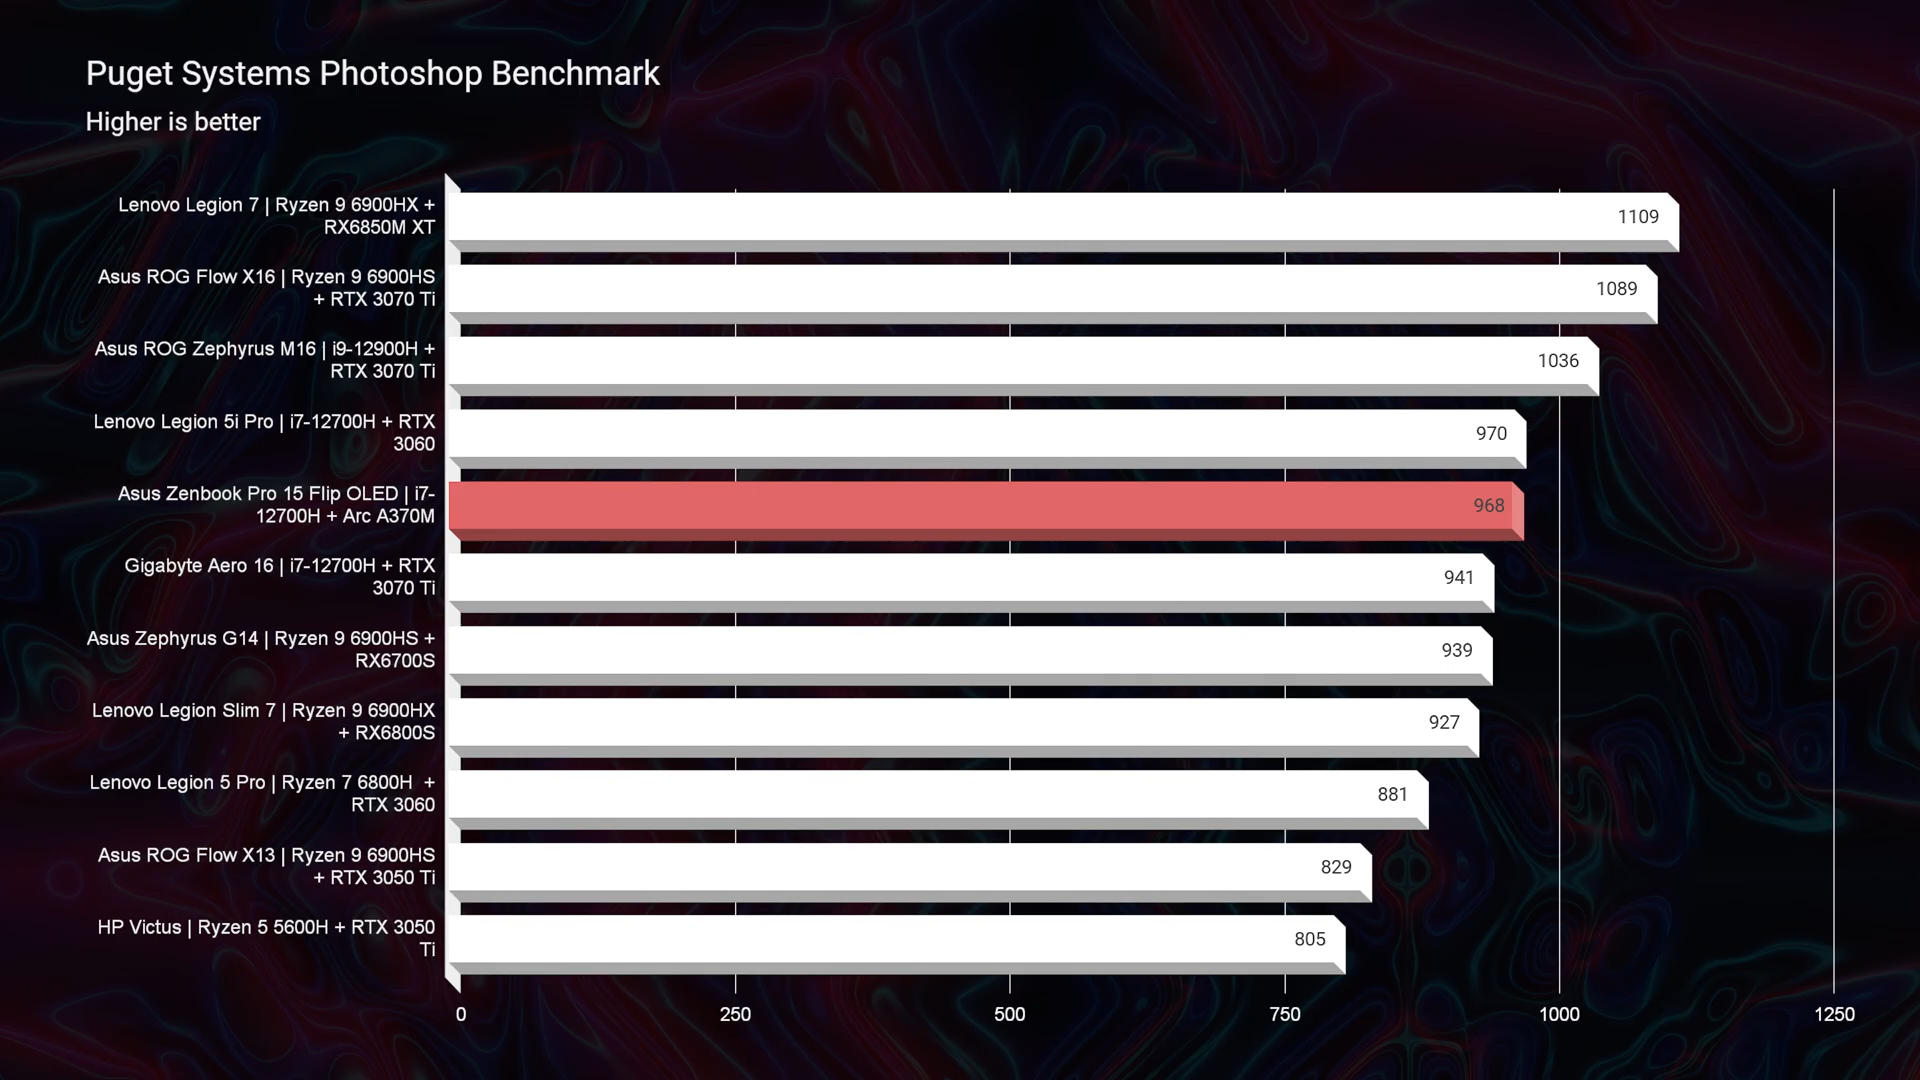 Puget Systems Photoshop Benchmark
Higher is better
Lenovo Legion 7 | Ryzen 9 6900HX +
RX6850M XT
1109
Asus ROG Flow X16 | Ryzen 9 6900HS
+ RTX 3070 Ti
1089
Asus ROG Zephyrus M16 | i9-12900H +
RTX 3070 Ti
1036
Lenovo Legion 5i Pro | i7-12700H + RTX
3060
970
Asus Zenbook Pro 15 Flip OLED | i7-
12700H + Arc A370M
968
Gigabyte Aero 16 | i7-12700H + RTX
3070 Ti
941
Asus Zephyrus G14 | Ryzen 9 6900HS +
RX6700S
939
Lenovo Legion Slim 7 | Ryzen 9 6900HX
+ RX6800S
927
Lenovo Legion 5 Pro | Ryzen 7 6800H  +
RTX 3060
881
Asus ROG Flow X13 | Ryzen 9 6900HS
+ RTX 3050 Ti
829
HP Victus | Ryzen 5 5600H + RTX 3050
Ti
805
0 250 500 750 1000 1250